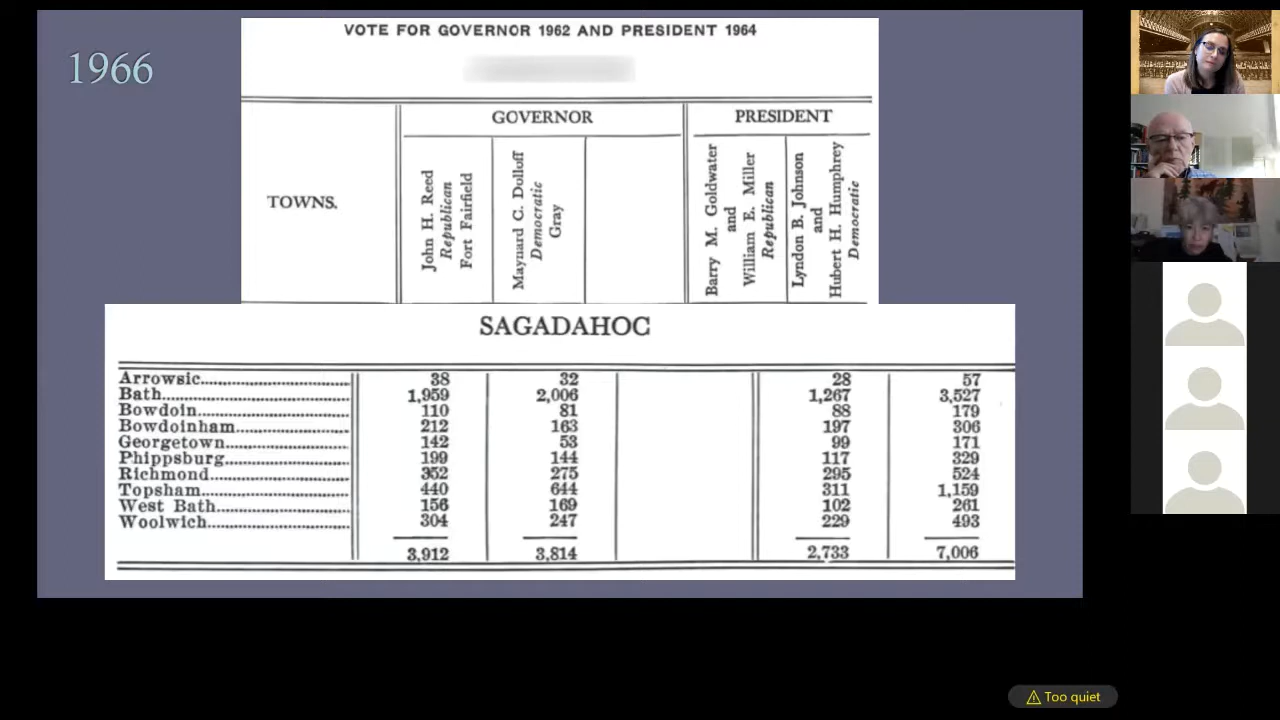 1966
VOTE FOR GOVERNOR 1962 AND PRESIDENT 1964
GOVERNOR
PRESIDENT
TOWNS.
John H. Reed
Republican
Fort Fairfield
Maynard C. Dolloff
Democratic
Gray
Barry M. Goldwater
and
William E. Miller
Republican
Lyndon B. Johnson
and
Hubert H. Humphrey
Democratic
SAGADAHOC
Arrowsic 38 32 28 57
Bath 1,959 2,006 1,267 3,527
Bowdoin 110 81 88 179
Bowdoinham 212 163 197 306
Georgetown 142 53 99 171
Phippsburg 199 144 117 329
Richmond 352 275 295 524
Topsham 440 644 311 1,159
West Bath 156 169 102 261
Woolwich 304 247 229 493
3,912 3,814 2,733 7,006
Too quiet